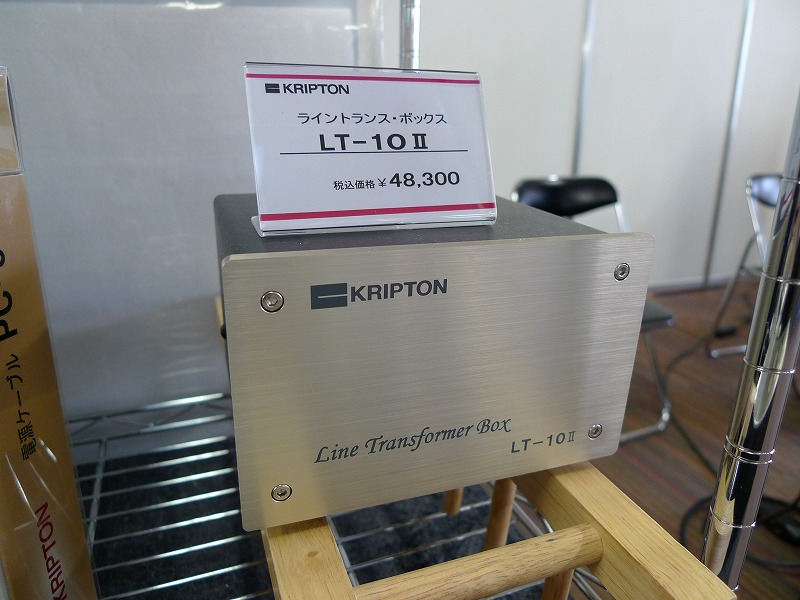 KRIPTON
ライントランス・ボックス
LT-10Ⅱ
税込価格¥48,300
KRIPTON
Line Transformer Box
LT-10Ⅱ
電源ケーブル
KRIPTON